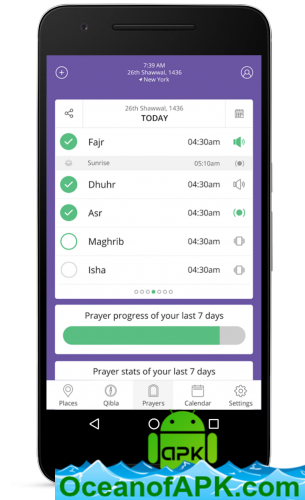 7:39 AM
26th Shawwal, 1436
New York
26th Shawwal, 1436
TODAY
Fajr 04:30am
Sunrise 05:10am
Dhuhr 04:30am
Asr 04:30am
Maghrib 04:30am
Isha 04:30am
Prayer progress of your last 7 days
Prayer stats of your last 7 days
Places Qibla Prayers Calendar Settings
apk
OceanofAPK.com